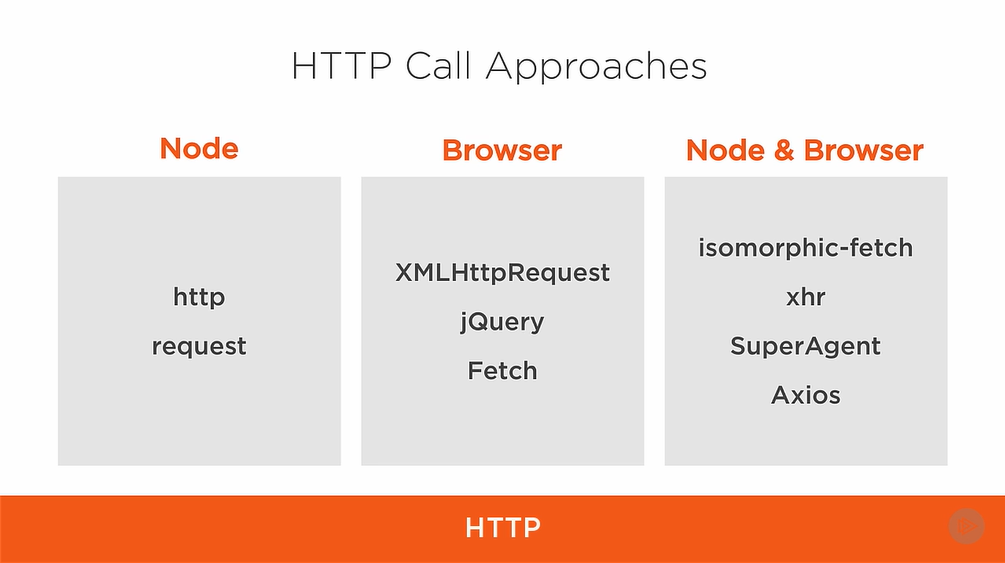 HTTP Call Approaches
Node
http
request
Browser
XMLHttpRequest
jQuery
Fetch
Node & Browser
isomorphic-fetch
xhr
SuperAgent
Axios
HTTP